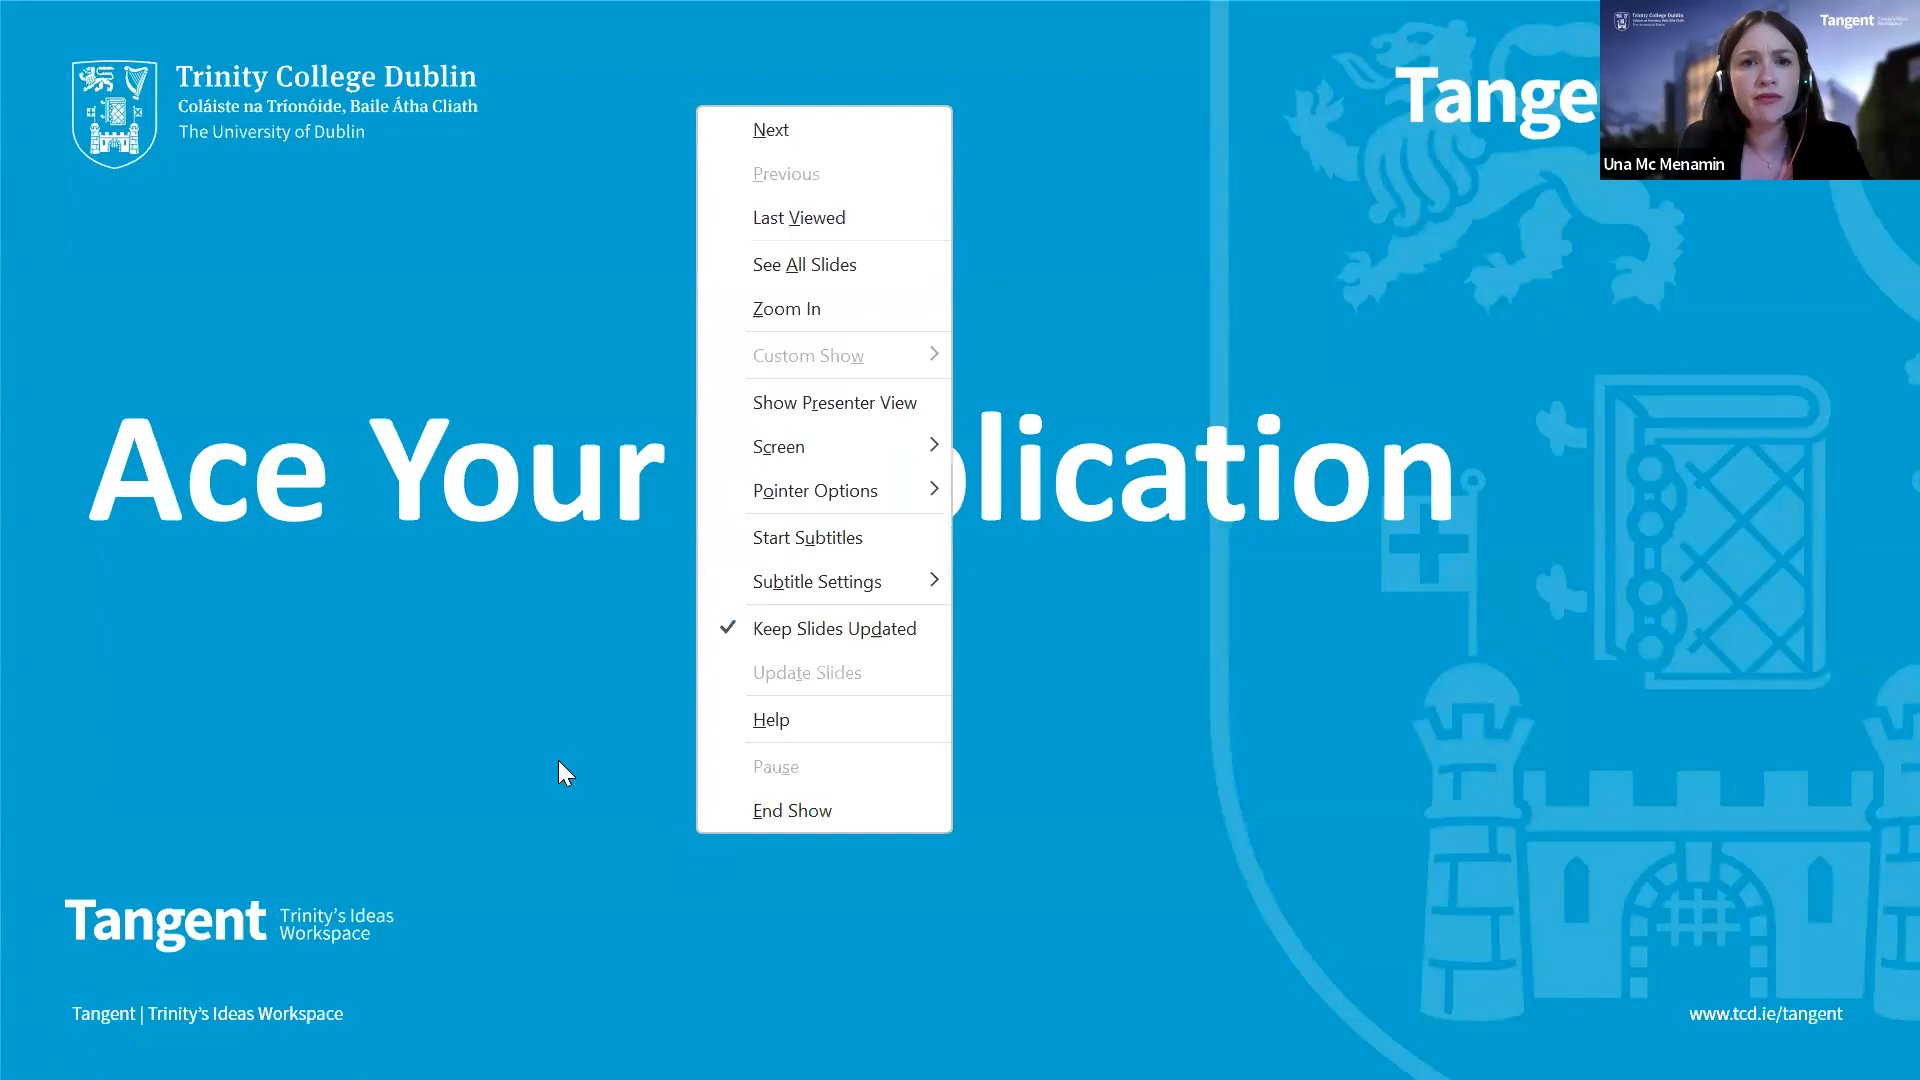 Trinity College Dublin
Coláiste na Tríonóide, Baile Átha Cliath
The University of Dublin
Tange
Tangent
Una Mc Menamin
Next
Previous
Last Viewed
See All Slides
Zoom In
Custom Show
Show Presenter View
Screen
Pointer Options
Start Subtitles
Subtitle Settings
Keep Slides Updated
Update Slides
Help
Pause
End Show
Ace Your plication
Tangent Trinity's Ideas
Workspace
Tangent | Trinity's Ideas Workspace
www.tcd.ie/tangent